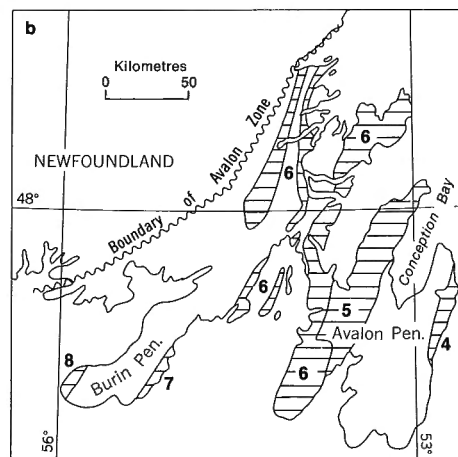 b
Kilometres
0 50
NEWFOUNDLAND
Boundary of Avalon Zone
6
6
48°
Conception Bay
6
5
Avalon Pen.
4
8
Burin Pen.
7
6
56°
53°